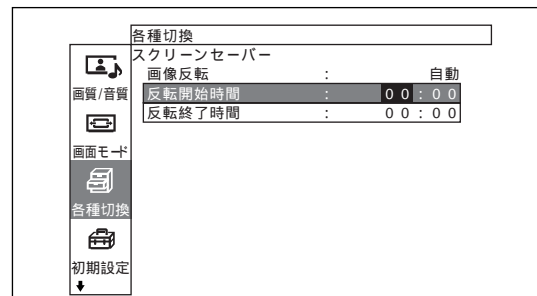 各種切換
スクリーンセーバー
画像反転 : 自動
反転開始時間 : 00:00
反転終了時間 : 00:00
画質/音質
画面モード
各種切換
初期設定